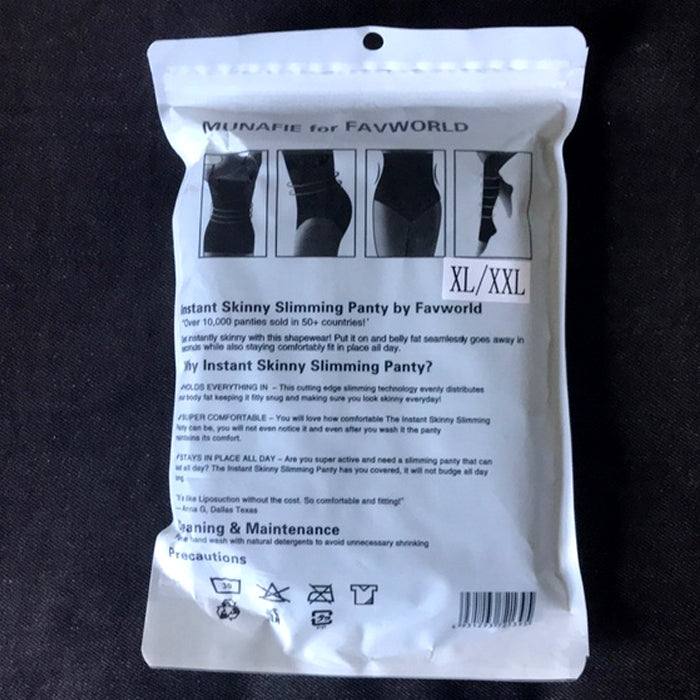 MUNAFIE for FAVWORLD
XL/XXL
Instant Skinny Slimming Panty by Favworld
"Over 10,000 panties sold in 50+ countries!"
instantly skinny with this shapewear! Put it on and belly fat seamlessly goes away in
while also staying comfortably fit in place all day.
Why Instant Skinny Slimming Panty?
HOLDS EVERYTHING IN – This cutting edge slimming technology evenly distributes
body fat keeping it fitly snug and making sure you look skinny everyday!
SUPER COMFORTABLE – You will love how comfortable The Instant Skinny Slimming
can be, you will not even notice it and even after you wash it the panty
its comfort.
STAYS IN PLACE ALL DAY – Are you super active and need a slimming panty that can
all day? The Instant Skinny Slimming Panty has you covered, it will not budge all day
"It's like Liposuction without the cost. So comfortable and fitting!"
— Anna G, Dallas Texas
Cleaning & Maintenance
hand wash with natural detergents to avoid unnecessary shrinking
Precautions
30